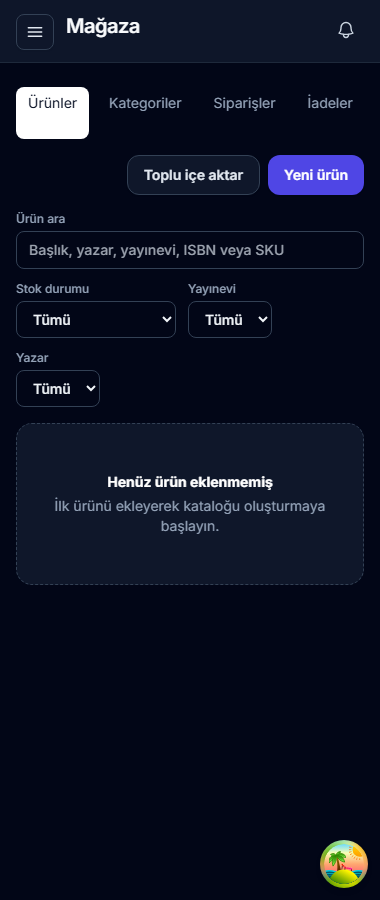 Mağaza
Ürünler Kategoriler Siparişler İadeler
Toplu içe aktar Yeni ürün
Ürün ara
Başlık, yazar, yayınevi, ISBN veya SKU
Stok durumu Yayınevi
Tümü Tümü
Yazar
Tümü
Henüz ürün eklenmemiş
İlk ürünü ekleyerek kataloğu oluşturmaya
başlayın.